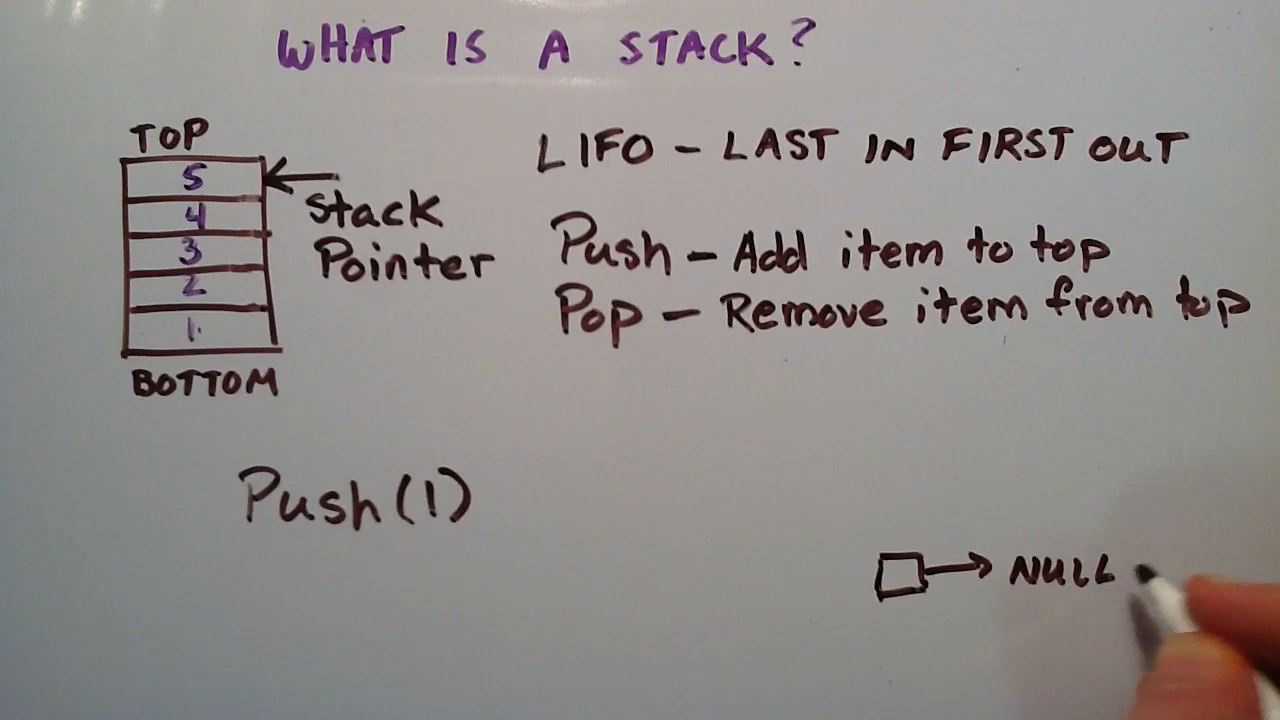 WHAT IS A STACK?
TOP
5
4
3
2
1
BOTTOM
Stack
Pointer
LIFO - LAST IN FIRST OUT
Push - Add item to top
Pop - Remove item from top
Push(1)
NULL